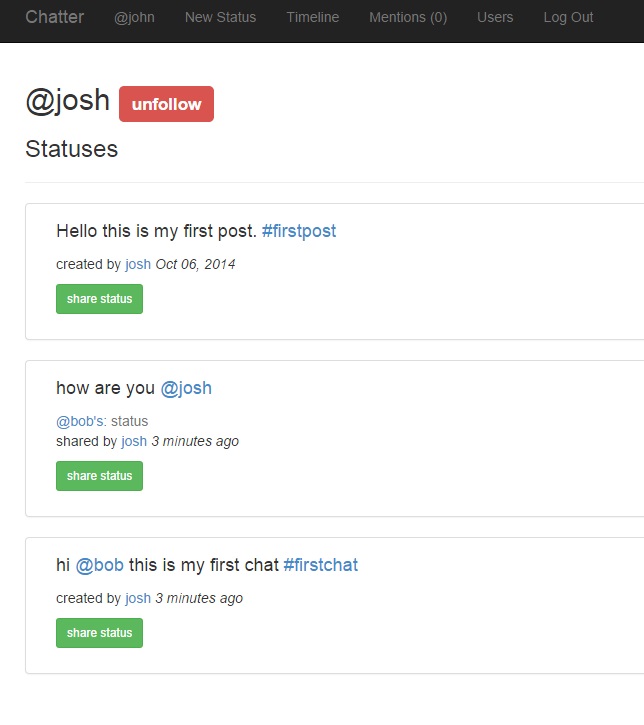 Chatter @john New Status Timeline Mentions (0) Users Log Out
@josh unfollow
Statuses
Hello this is my first post. #firstpost
created by josh Oct 06, 2014
share status
how are you @josh
@bob's: status
shared by josh 3 minutes ago
share status
hi @bob this is my first chat #firstchat
created by josh 3 minutes ago
share status